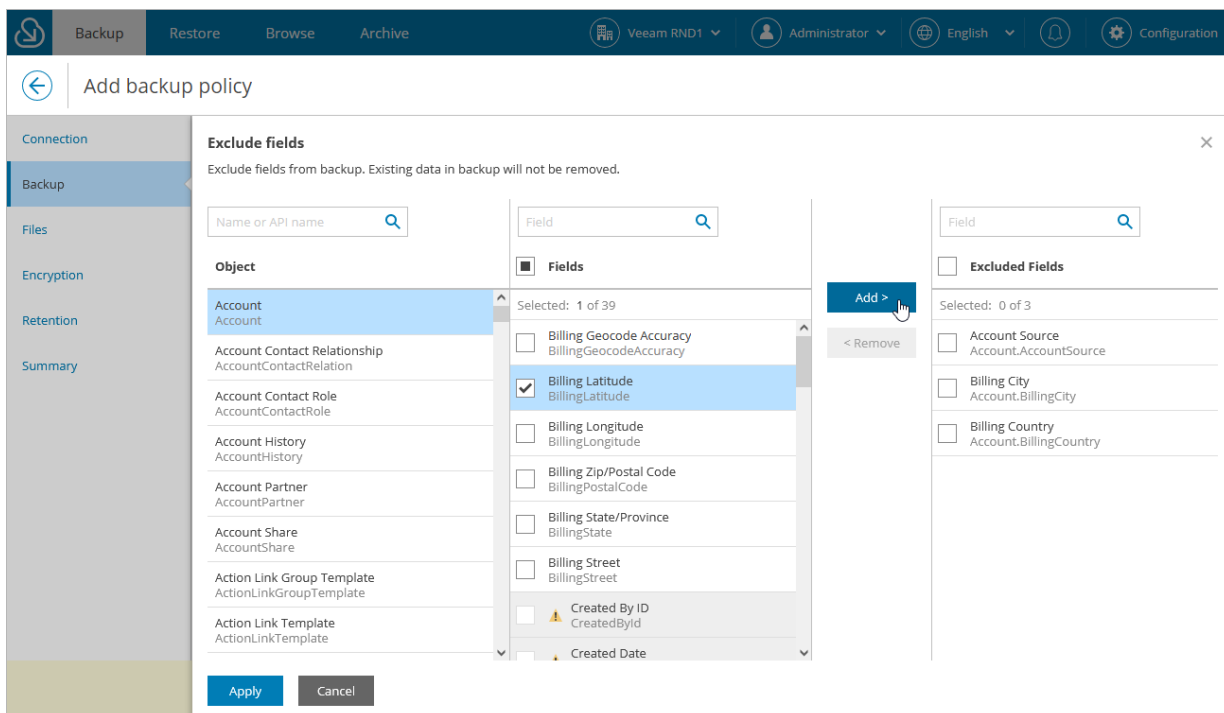 Backup
Restore
Browse
Archive
Veeam RND1
Administrator
English
Configuration
Add backup policy
Connection
Backup
Files
Encryption
Retention
Summary
Exclude fields
Exclude fields from backup. Existing data in backup will not be removed.
Name or API name
Object
Account
Account
Account Contact Relationship
AccountContactRelation
Account Contact Role
AccountContactRole
Account History
AccountHistory
Account Partner
AccountPartner
Account Share
AccountShare
Action Link Group Template
ActionLinkGroupTemplate
Action Link Template
ActionLinkTemplate
Field
Fields
Selected: 1 of 39
Billing Geocode Accuracy
BillingGeocodeAccuracy
Billing Latitude
BillingLatitude
Billing Longitude
BillingLongitude
Billing Zip/Postal Code
BillingPostalCode
Billing State/Province
BillingState
Billing Street
BillingStreet
Created By ID
CreatedById
Created Date
Add >
< Remove
Field
Excluded Fields
Selected: 0 of 3
Account Source
Account.AccountSource
Billing City
Account.BillingCity
Billing Country
Account.BillingCountry
Apply
Cancel